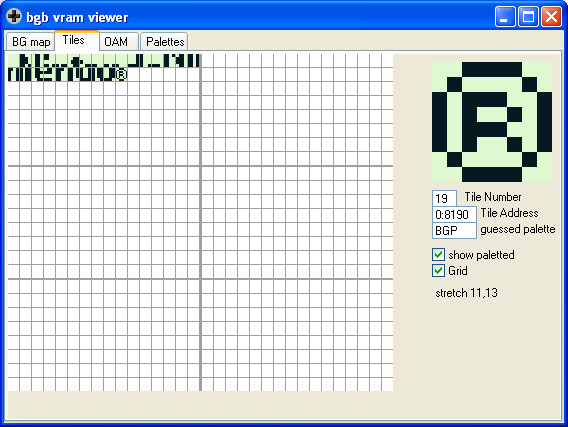 bgb vram viewer
BG map Tiles OAM Palettes
®
19 Tile Number
0:8190 Tile Address
BGP guessed palette
show paletted
Grid
stretch 11,13